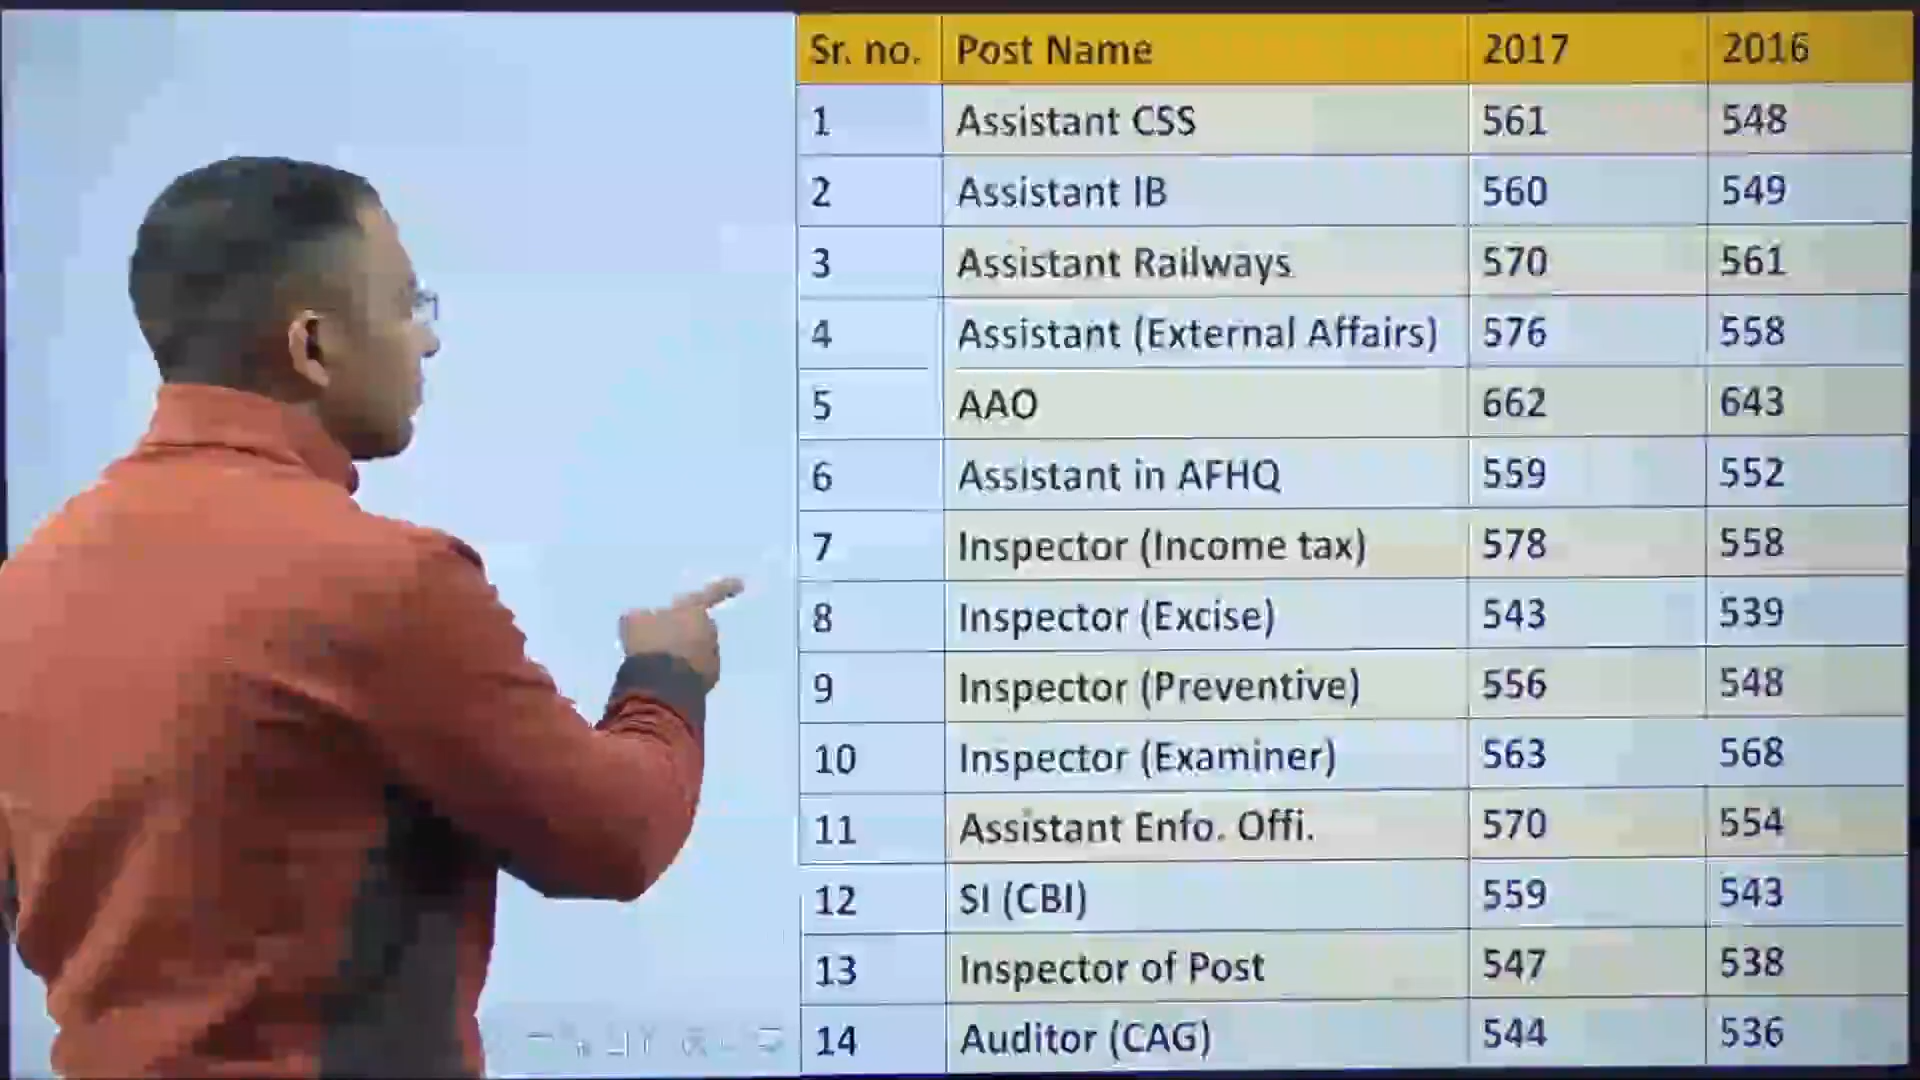 Sr. no. Post Name 2017 2016
1 Assistant CSS 561 548
2 Assistant IB 560 549
3 Assistant Railways 570 561
4 Assistant (External Affairs) 576 558
5 AAO 662 643
6 Assistant in AFHQ 559 552
7 Inspector (Income tax) 578 558
8 Inspector (Excise) 543 539
9 Inspector (Preventive) 556 548
10 Inspector (Examiner) 563 568
11 Assistant Enfo. Offi. 570 554
12 SI (CBI) 559 543
13 Inspector of Post 547 538
14 Auditor (CAG) 544 536